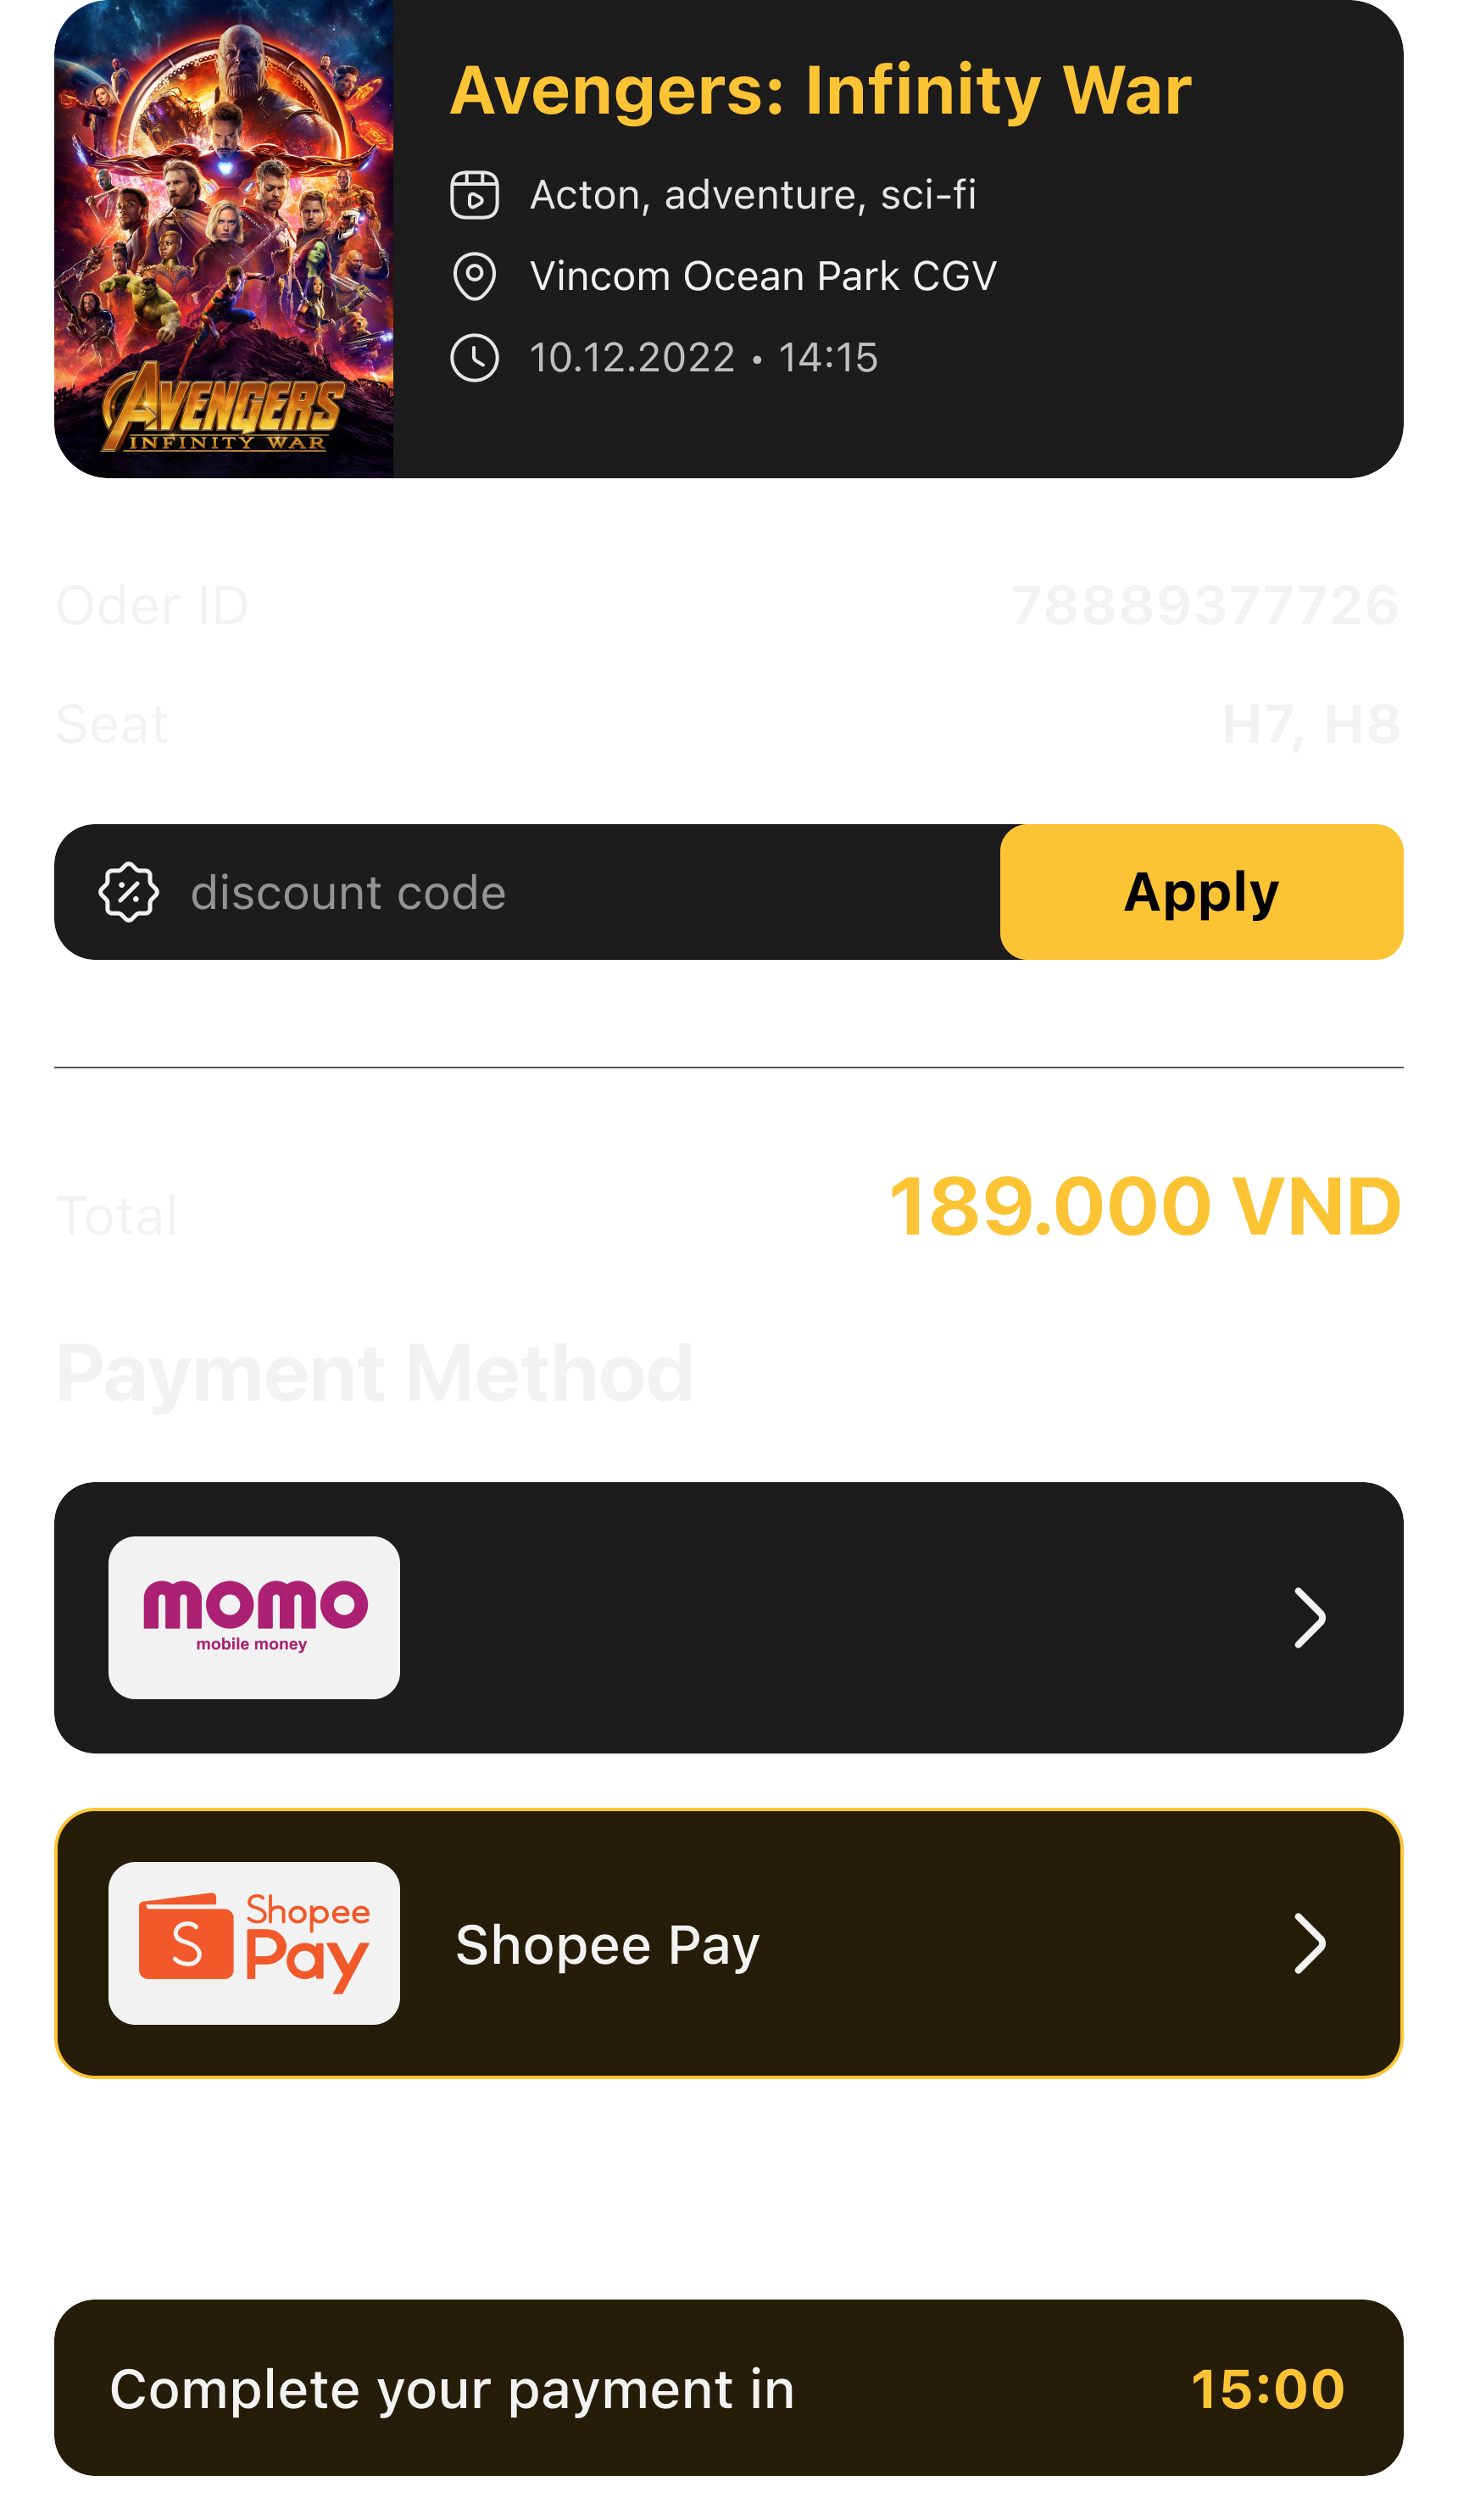 AVENGERS
INFINITY WAR
Avengers: Infinity War
Acton, adventure, sci-fi
Vincom Ocean Park CGV
10.12.2022 • 14:15
Oder ID 78889377726
Seat H7, H8
discount code Apply
Total 189.000 VND
Payment Method
momo
mobile money
S Shopee
Pay
Shopee Pay
Complete your payment in 15:00